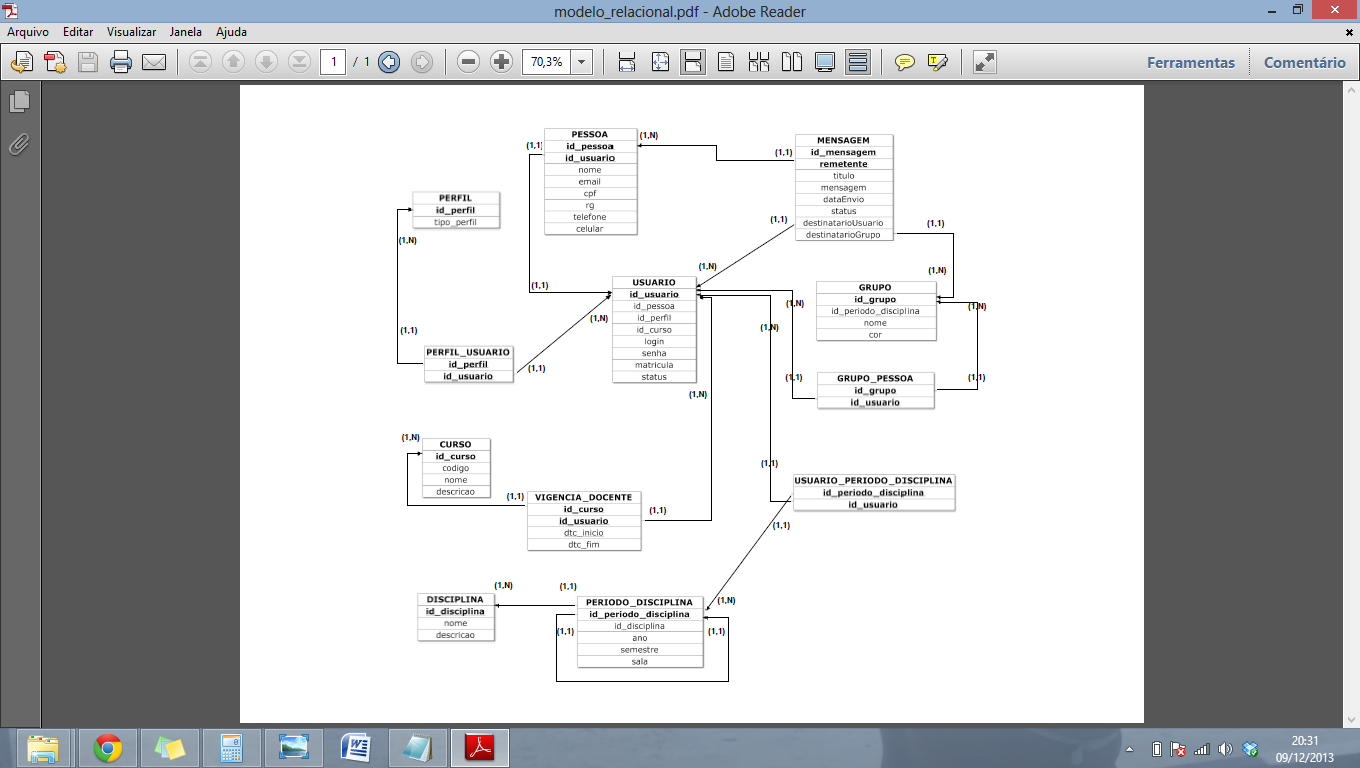 modelo_relacional.pdf - Adobe Reader
Arquivo Editar Visualizar Janela Ajuda
1 / 1 70,3% Ferramentas Comentário
PESSOA
id_pessoa
id_usuario
nome
email
cpf
rg
telefone
celular
(1,N)
(1,1)
(1,1)
MENSAGEM
id_mensagem
remetente
titulo
mensagem
dataEnvio
status
destinatarioUsuario
destinatarioGrupo
(1,1)
(1,1)
PERFIL
id_perfil
tipo_perfil
(1,N)
(1,1)
(1,N)
(1,N)
(1,1)
USUARIO
id_usuario
id_pessoa
id_perfil
id_curso
login
senha
matricula
status
(1,N)
(1,N)
(1,N)
(1,N)
GRUPO
id_grupo
id_periodo_disciplina
nome
cor
(1,N)
(1,1)
PERFIL_USUARIO
id_perfil
id_usuario
(1,1)
(1,1)
GRUPO_PESSOA
id_grupo
id_usuario
(1,1)
(1,N)
CURSO
id_curso
codigo
nome
descricao
(1,1)
VIGENCIA_DOCENTE
id_curso
id_usuario
dtc_inicio
dtc_fim
(1,1)
(1,1)
USUARIO_PERIODO_DISCIPLINA
id_periodo_disciplina
id_usuario
(1,1)
DISCIPLINA
id_disciplina
nome
descricao
(1,N)
(1,1)
PERIODO_DISCIPLINA
id_periodo_disciplina
id_disciplina
ano
semestre
sala
(1,N)
(1,1)
(1,1)
20:31
09/12/2013